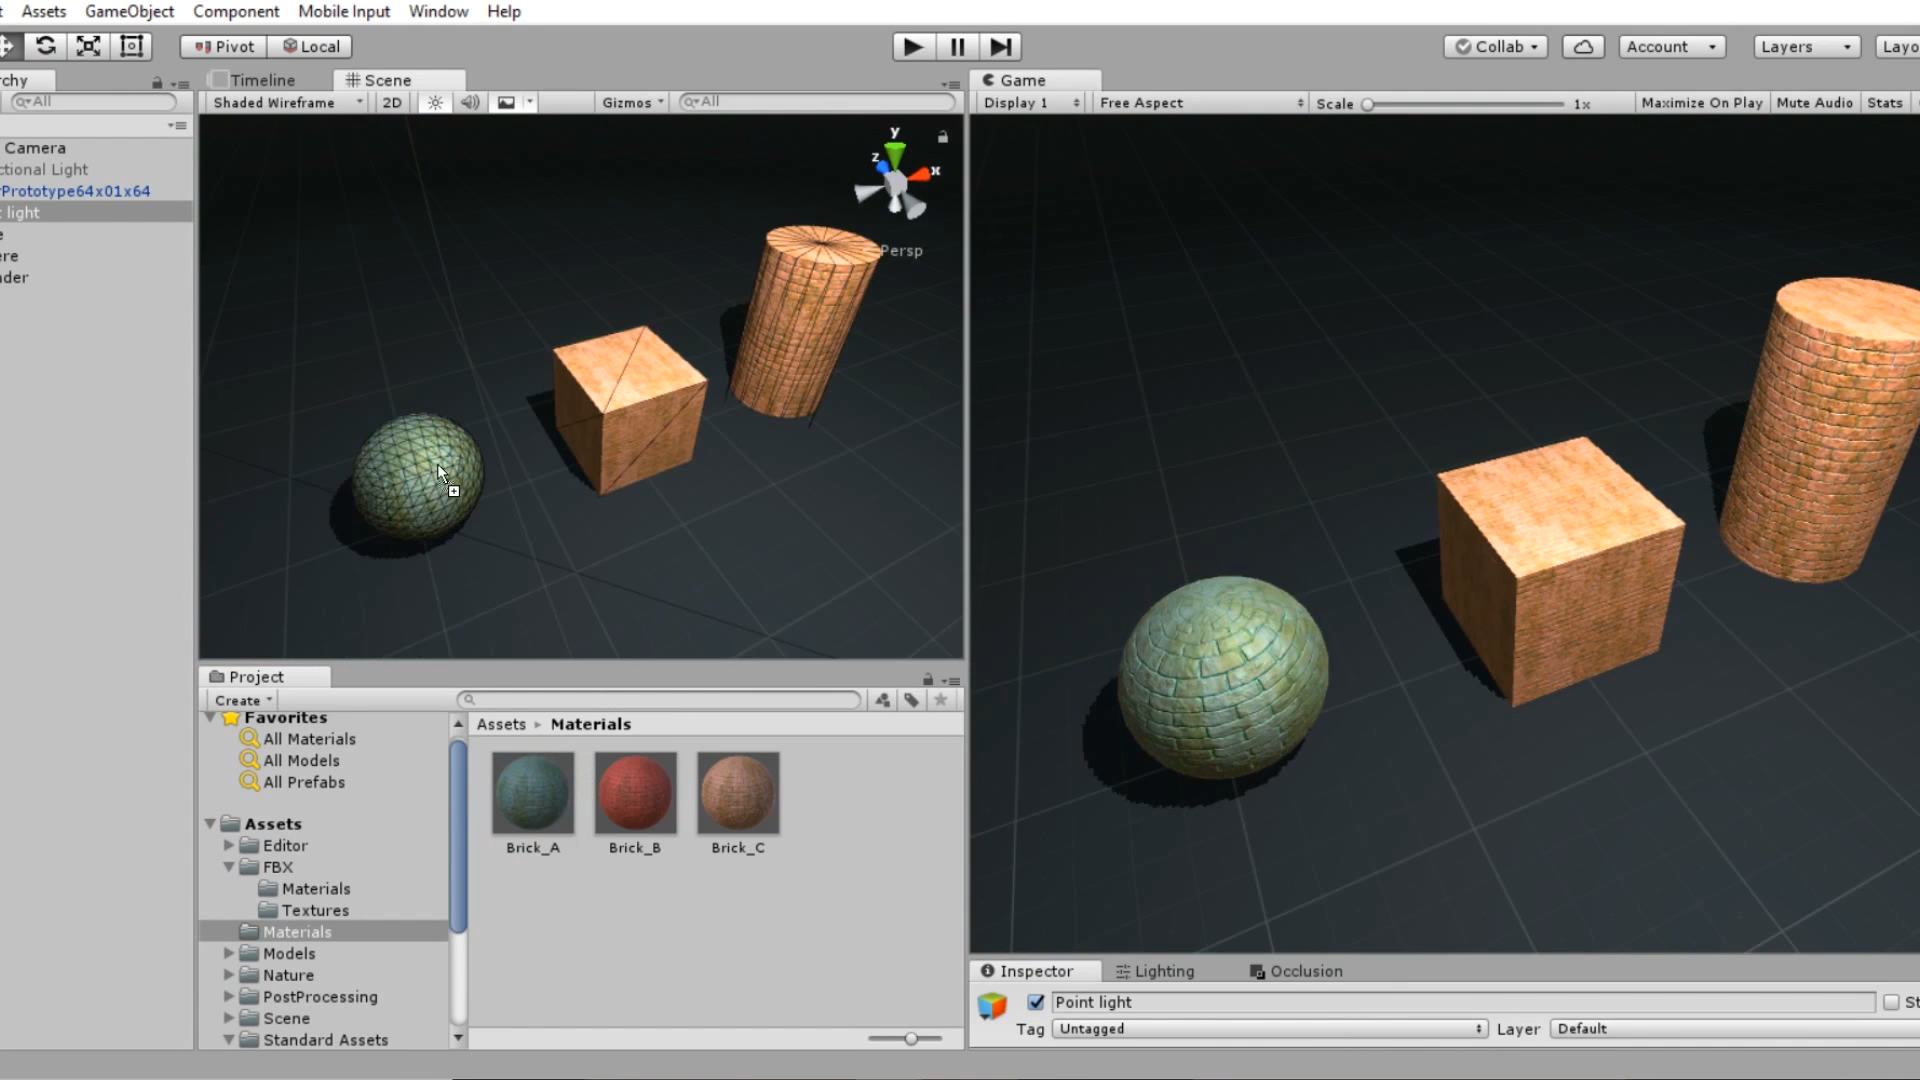 t Assets GameObject Component Mobile Input Window Help
Pivot Local Collab Account Layers Layo
rchy Timeline Scene Game
All Shaded Wireframe 2D Gizmos All Display 1 Free Aspect Scale 1x Maximize On Play Mute Audio Stats
Camera
ctional Light
rPrototype64x01x64
t light
e
ere
nder
y
z
x
Persp
Project
Create
Favorites
All Materials
All Models
All Prefabs
Assets
Editor
FBX
Materials
Textures
Materials
Models
Nature
PostProcessing
Scene
Standard Assets
Assets Materials
Brick_A Brick_B Brick_C
Inspector Lighting Occlusion
Point light St
Tag Untagged Layer Default